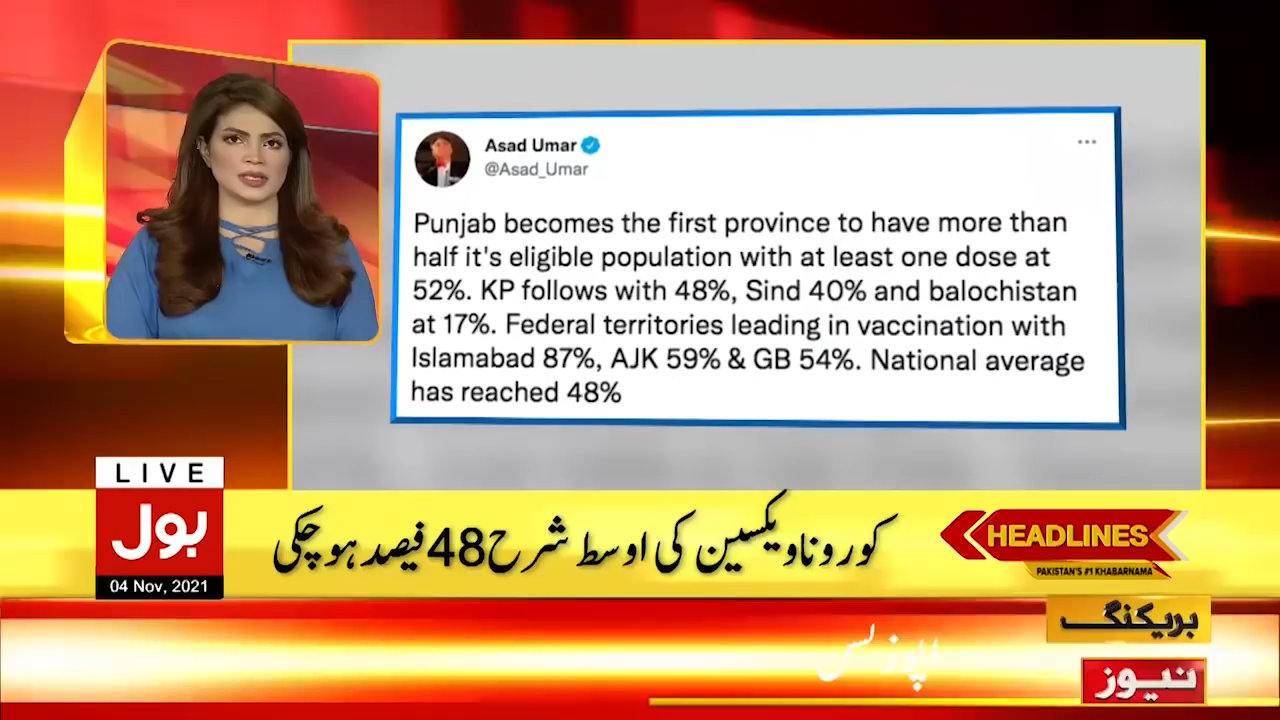 Asad Umar
@Asad_Umar
Punjab becomes the first province to have more than
half it's eligible population with at least one dose at
52%. KP follows with 48%, Sind 40% and balochistan
at 17%. Federal territories leading in vaccination with
Islamabad 87%, AJK 59% & GB 54%. National average
has reached 48%
LIVE
بول
04 Nov, 2021
کورونا ویکسین کی اوسط شرح 48 فیصد ہو چکی
HEADLINES
PAKISTAN'S #1 KHABARNAMA
بریکنگ
نیوز